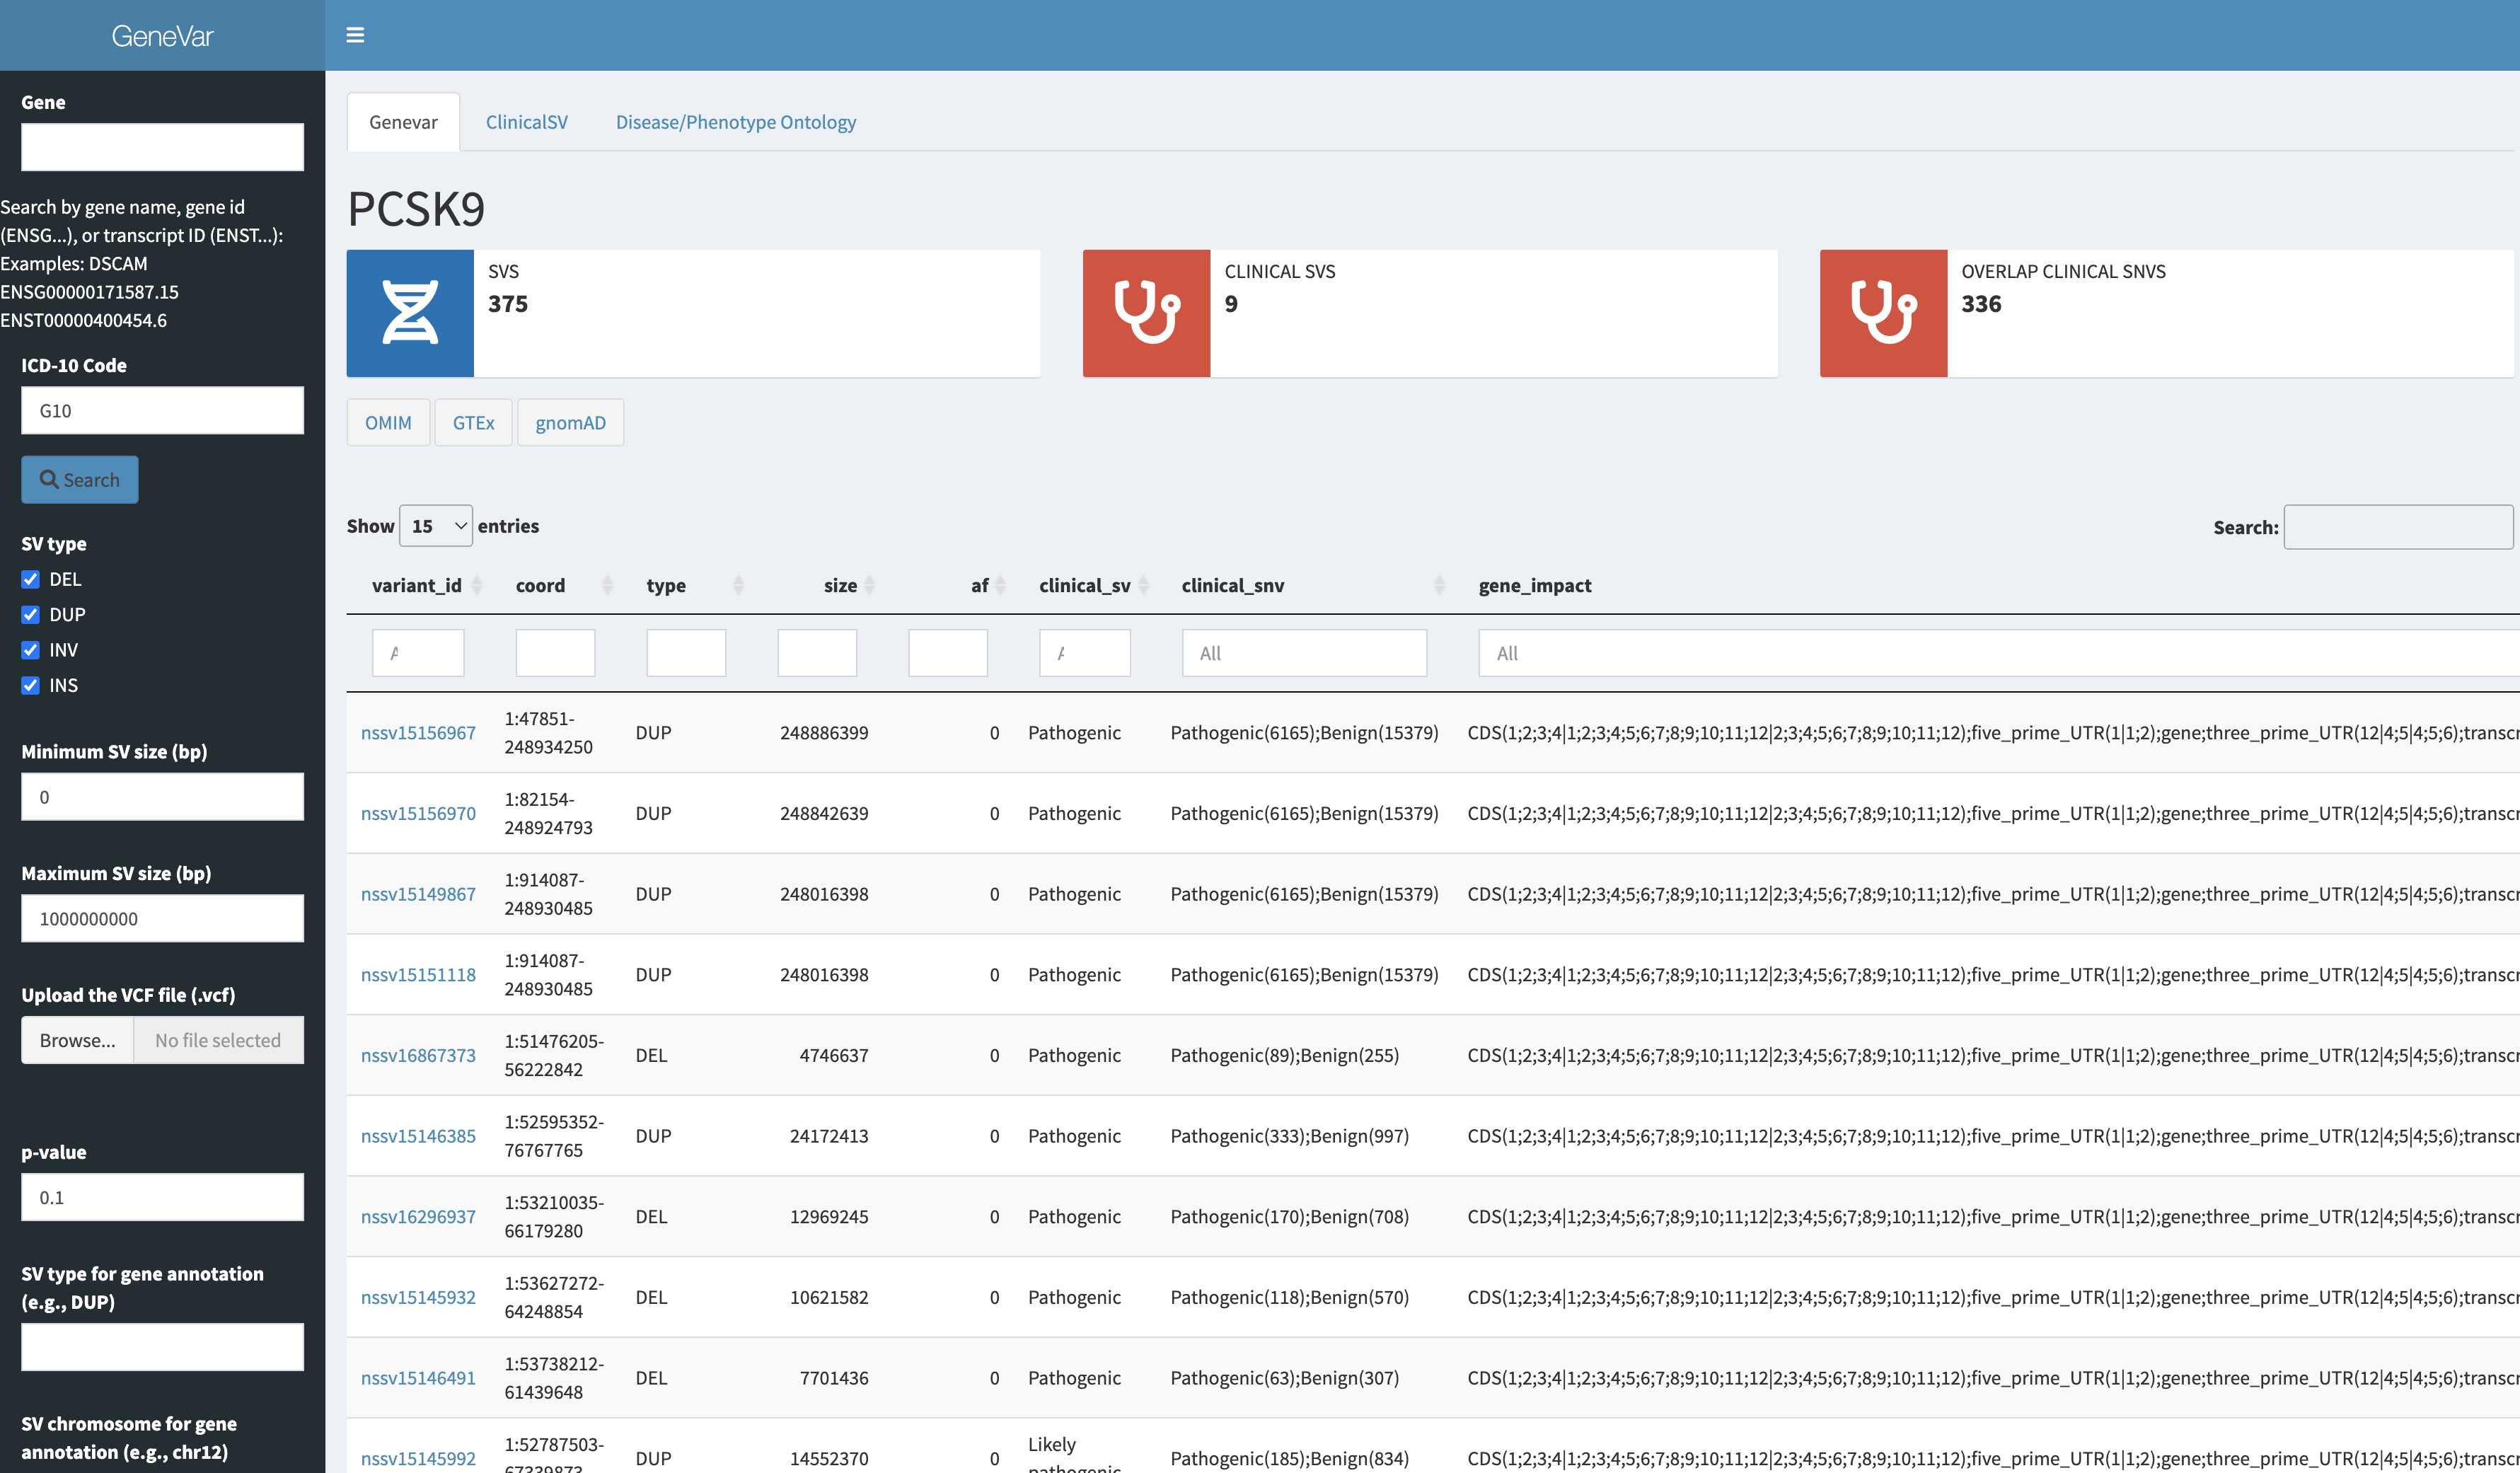 GeneVar
Gene
Search by gene name, gene id
(ENSG...), or transcript ID (ENST...):
Examples: DSCAM
ENSG00000171587.15
ENST00000400454.6
ICD-10 Code
G10
Search
SV type
DEL
DUP
INV
INS
Minimum SV size (bp)
0
Maximum SV size (bp)
1000000000
Upload the VCF file (.vcf)
Browse... No file selected
p-value
0.1
SV type for gene annotation
(e.g., DUP)
SV chromosome for gene
annotation (e.g., chr12)
Genevar ClinicalSV Disease/Phenotype Ontology
PCSK9
SVS
375
CLINICAL SVS
9
OVERLAP CLINICAL SNVS
336
OMIM GTEx gnomAD
Show 15 entries
Search:
variant_id coord type size af clinical_sv clinical_snv gene_impact
All All
nssv15156967 1:47851-248934250 DUP 248886399 0 Pathogenic Pathogenic(6165);Benign(15379) CDS(1;2;3;4|1;2;3;4;5;6;7;8;9;10;11;12|2;3;4;5;6;7;8;9;10;11;12);five_prime_UTR(1|1;2);gene;three_prime_UTR(12|4;5|4;5;6);transcr
nssv15156970 1:82154-248924793 DUP 248842639 0 Pathogenic Pathogenic(6165);Benign(15379) CDS(1;2;3;4|1;2;3;4;5;6;7;8;9;10;11;12|2;3;4;5;6;7;8;9;10;11;12);five_prime_UTR(1|1;2);gene;three_prime_UTR(12|4;5|4;5;6);transcr
nssv15149867 1:914087-248930485 DUP 248016398 0 Pathogenic Pathogenic(6165);Benign(15379) CDS(1;2;3;4|1;2;3;4;5;6;7;8;9;10;11;12|2;3;4;5;6;7;8;9;10;11;12);five_prime_UTR(1|1;2);gene;three_prime_UTR(12|4;5|4;5;6);transcr
nssv15151118 1:914087-248930485 DUP 248016398 0 Pathogenic Pathogenic(6165);Benign(15379) CDS(1;2;3;4|1;2;3;4;5;6;7;8;9;10;11;12|2;3;4;5;6;7;8;9;10;11;12);five_prime_UTR(1|1;2);gene;three_prime_UTR(12|4;5|4;5;6);transcr
nssv16867373 1:51476205-56222842 DEL 4746637 0 Pathogenic Pathogenic(89);Benign(255) CDS(1;2;3;4|1;2;3;4;5;6;7;8;9;10;11;12|2;3;4;5;6;7;8;9;10;11;12);five_prime_UTR(1|1;2);gene;three_prime_UTR(12|4;5|4;5;6);transcr
nssv15146385 1:52595352-76767765 DUP 24172413 0 Pathogenic Pathogenic(333);Benign(997) CDS(1;2;3;4|1;2;3;4;5;6;7;8;9;10;11;12|2;3;4;5;6;7;8;9;10;11;12);five_prime_UTR(1|1;2);gene;three_prime_UTR(12|4;5|4;5;6);transcr
nssv16296937 1:53210035-66179280 DEL 12969245 0 Pathogenic Pathogenic(170);Benign(708) CDS(1;2;3;4|1;2;3;4;5;6;7;8;9;10;11;12|2;3;4;5;6;7;8;9;10;11;12);five_prime_UTR(1|1;2);gene;three_prime_UTR(12|4;5|4;5;6);transcr
nssv15145932 1:53627272-64248854 DEL 10621582 0 Pathogenic Pathogenic(118);Benign(570) CDS(1;2;3;4|1;2;3;4;5;6;7;8;9;10;11;12|2;3;4;5;6;7;8;9;10;11;12);five_prime_UTR(1|1;2);gene;three_prime_UTR(12|4;5|4;5;6);transcr
nssv15146491 1:53738212-61439648 DEL 7701436 0 Pathogenic Pathogenic(63);Benign(307) CDS(1;2;3;4|1;2;3;4;5;6;7;8;9;10;11;12|2;3;4;5;6;7;8;9;10;11;12);five_prime_UTR(1|1;2);gene;three_prime_UTR(12|4;5|4;5;6);transcr
nssv15145992 1:52787503- DUP 14552370 0 Likely Pathogenic(185);Benign(834) CDS(1;2;3;4|1;2;3;4;5;6;7;8;9;10;11;12|2;3;4;5;6;7;8;9;10;11;12);five_prime_UTR(1|1;2);gene;three_prime_UTR(12|4;5|4;5;6);transcr